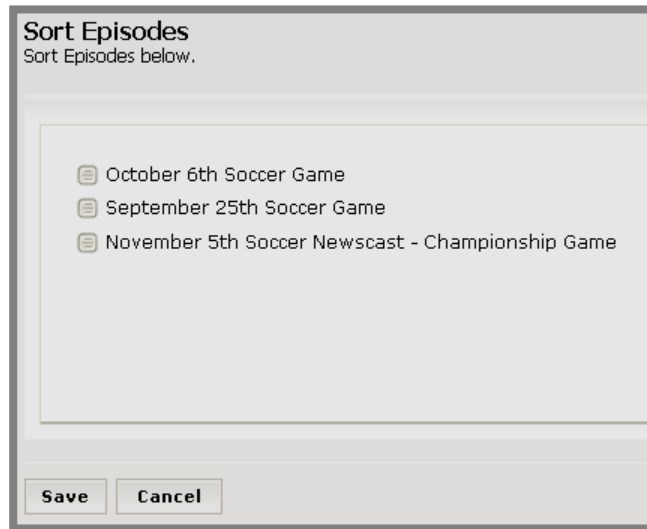 Sort Episodes
Sort Episodes below.
October 6th Soccer Game
September 25th Soccer Game
November 5th Soccer Newscast - Championship Game
Save Cancel